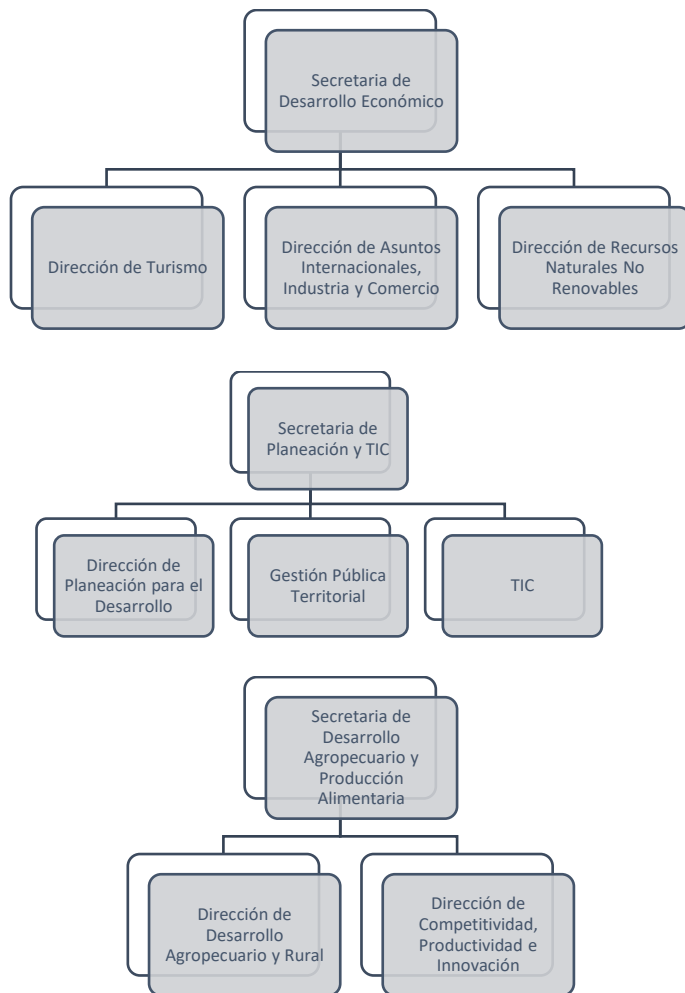 Secretaria de
Desarrollo Económico
Dirección de Turismo
Dirección de Asuntos
Internacionales,
Industria y Comercio
Dirección de Recursos
Naturales No
Renovables
Secretaria de
Planeación y TIC
Dirección de
Planeación para el
Desarrollo
Gestión Pública
Territorial
TIC
Secretaria de
Desarrollo
Agropecuario y
Producción
Alimentaria
Dirección de
Desarrollo
Agropecuario y Rural
Dirección de
Competitividad,
Productividad e
Innovación